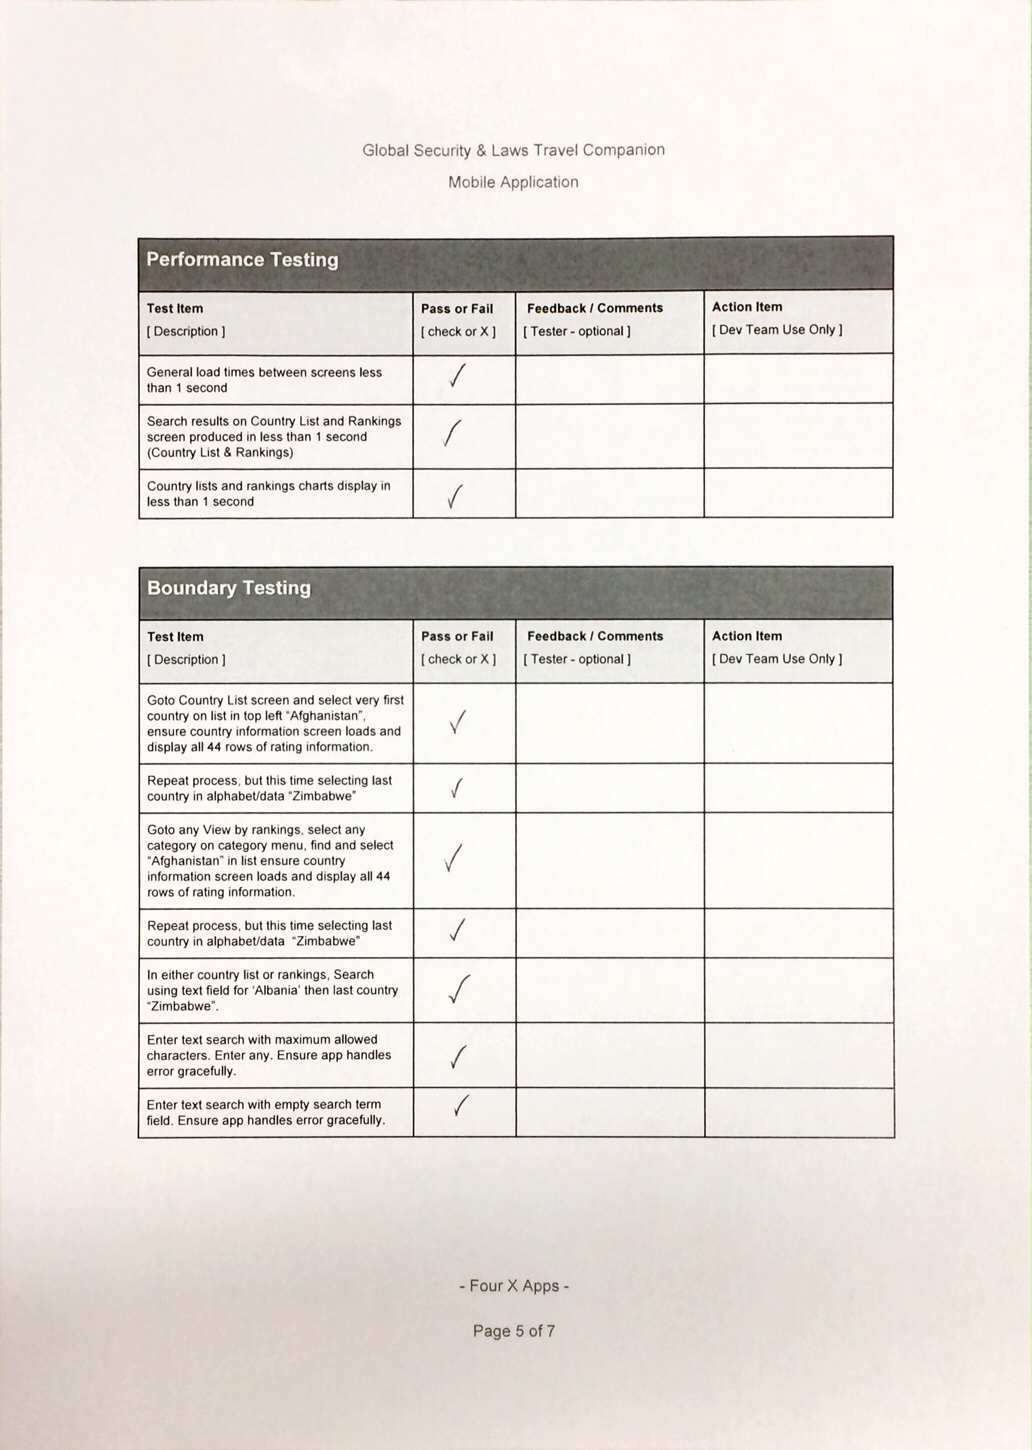 Global Security & Laws Travel Companion
Mobile Application
Performance Testing
Test Item
[ Description ]
Pass or Fail
[ check or X ]
Feedback / Comments
[ Tester - optional ]
Action Item
[ Dev Team Use Only ]
General load times between screens less
than 1 second
✓
Search results on Country List and Rankings
screen produced in less than 1 second
(Country List & Rankings)
✓
Country lists and rankings charts display in
less than 1 second
✓
Boundary Testing
Test Item
[ Description ]
Pass or Fail
[ check or X ]
Feedback / Comments
[ Tester - optional ]
Action Item
[ Dev Team Use Only ]
Goto Country List screen and select very first
country on list in top left “Afghanistan”,
ensure country information screen loads and
display all 44 rows of rating information.
✓
Repeat process, but this time selecting last
country in alphabet/data “Zimbabwe”
✓
Goto any View by rankings, select any
category on category menu, find and select
“Afghanistan” in list ensure country
information screen loads and display all 44
rows of rating information.
✓
Repeat process, but this time selecting last
country in alphabet/data “Zimbabwe”
✓
In either country list or rankings, Search
using text field for ‘Albania’ then last country
“Zimbabwe”.
✓
Enter text search with maximum allowed
characters. Enter any. Ensure app handles
error gracefully.
✓
Enter text search with empty search term
field. Ensure app handles error gracefully.
✓
- Four X Apps -
Page 5 of 7